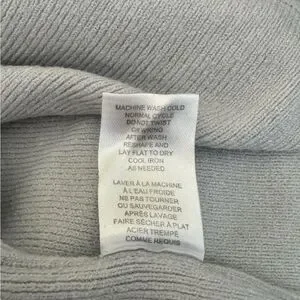 MACHINE WASH COLD
NORMAL CYCLE
DO NOT TWIST
OR WRING
AFTER WASH
RESHAPE AND
LAY FLAT TO DRY
COOL IRON
AS NEEDED
LAVER À LA MACHINE
À L'EAU FROIDE
NE PAS TOURNER
OU SAUVEGARDER
APRÈS LAVAGE
FAIRE SÉCHER À PLAT
ACIER TREMPÉ
COMME REQUIS